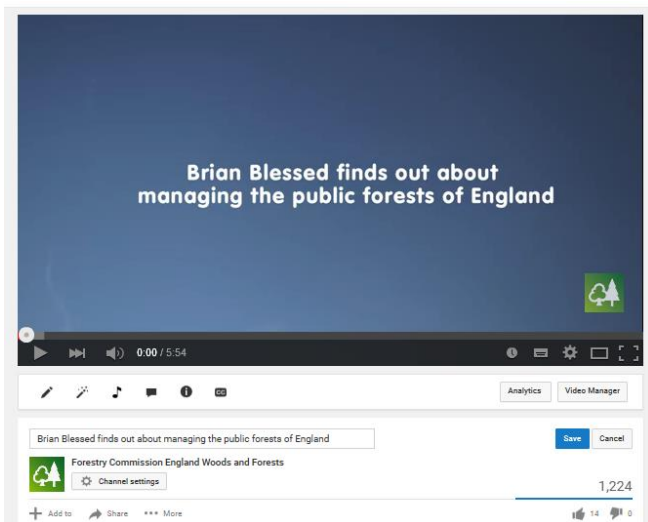 Brian Blessed finds out about
managing the public forests of England
0:00 / 5:54
CC
Analytics
Video Manager
Brian Blessed finds out about managing the public forests of England
Save
Cancel
Forestry Commission England Woods and Forests
Channel settings
1,224
Add to
Share
More
14
0